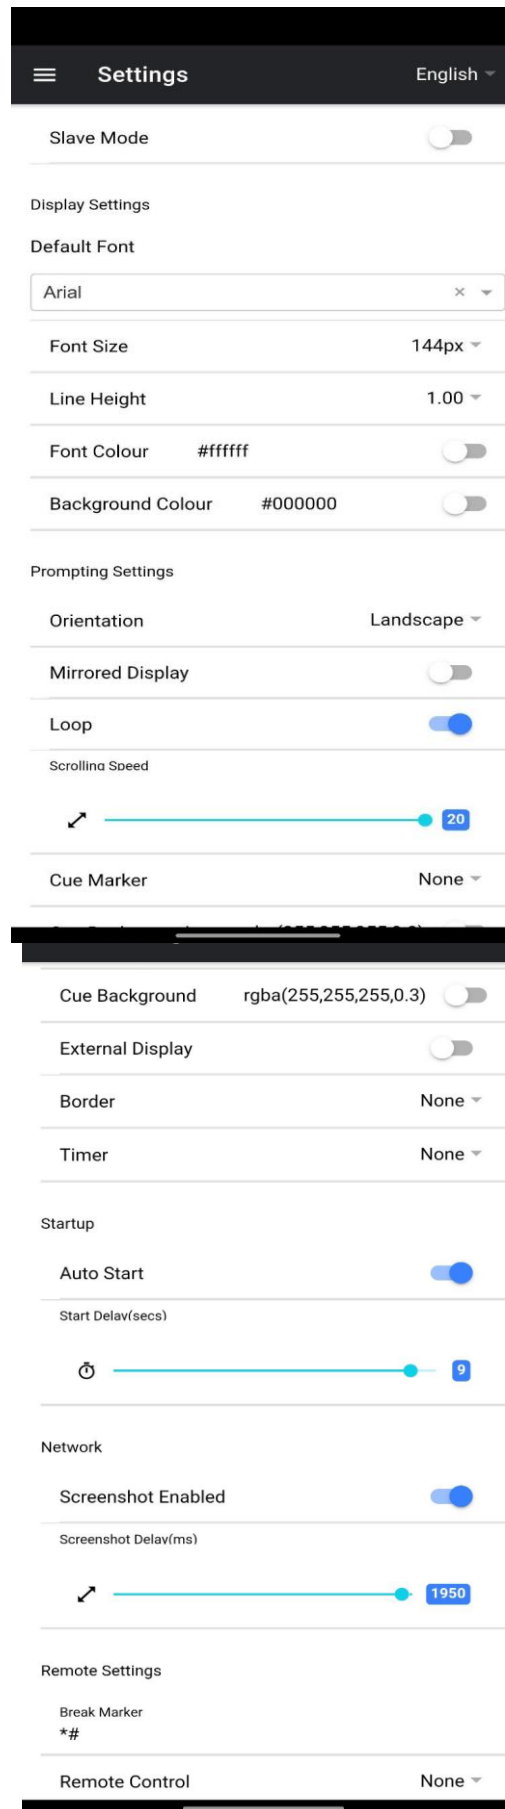 Settings English
Slave Mode
Display Settings
Default Font
Arial
Font Size 144px
Line Height 1.00
Font Colour #ffffff
Background Colour #000000
Prompting Settings
Orientation Landscape
Mirrored Display
Loop
Scrolling Speed
20
Cue Marker None
Cue Background rgba(255,255,255,0.3)
External Display
Border None
Timer None
Startup
Auto Start
Start Delay(secs)
9
Network
Screenshot Enabled
Screenshot Delay(ms)
1950
Remote Settings
Break Marker
*#
Remote Control None